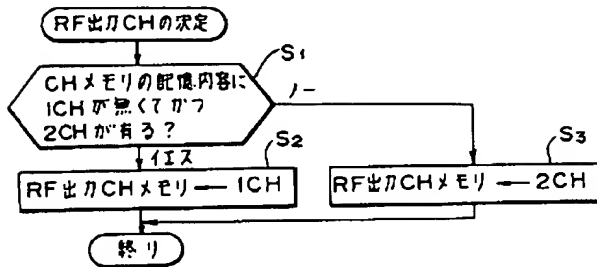 RF出力CHの決定
S1
CHメモリの記憶内容に
1CHが無くてかつ
2CHが有る？
ノー
イエス
S2
RF出力CHメモリ ← 1CH
S3
RF出力CHメモリ ← 2CH
終り